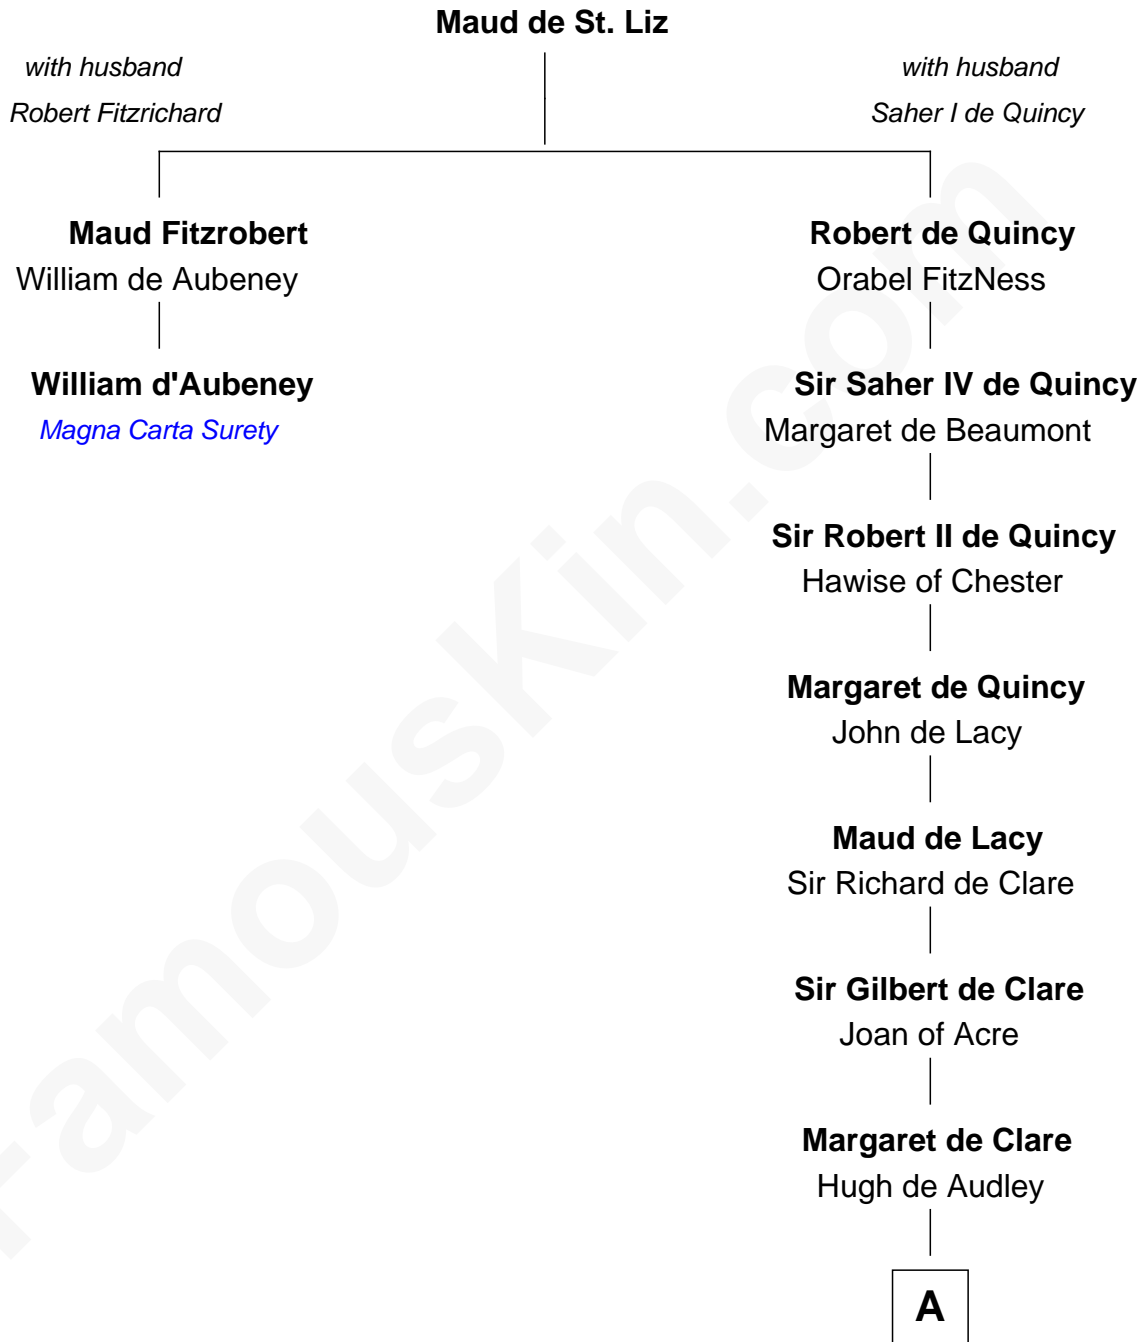 Maud de St. Liz
with husband
Robert Fitzrichard
with husband
Saher I de Quincy
Maud Fitzrobert
William de Aubeney
Robert de Quincy
Orabel FitzNess
William d'Aubeney
Magna Carta Surety
Sir Saher IV de Quincy
Margaret de Beaumont
Sir Robert II de Quincy
Hawise of Chester
Margaret de Quincy
John de Lacy
Maud de Lacy
Sir Richard de Clare
Sir Gilbert de Clare
Joan of Acre
Margaret de Clare
Hugh de Audley
A
FamousKin.com